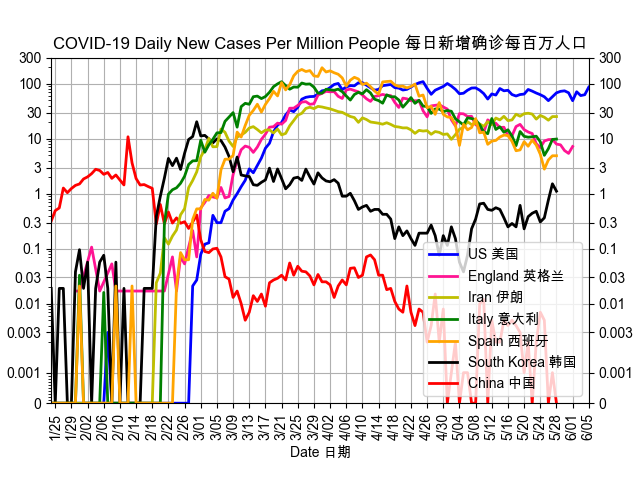 COVID-19 Daily New Cases Per Million People 每日新增确诊每百万人口
300 300
100 100
30 30
10 10
3 3
1 1
0.3 0.3
0.1 0.1
0.03 0.03
0.01 0.01
0.003 0.003
0.001 0.001
0 0
US 美国
England 英格兰
Iran 伊朗
Italy 意大利
Spain 西班牙
South Korea 韩国
China 中国
1/25 1/29 2/02 2/06 2/10 2/14 2/18 2/22 2/26 3/01 3/05 3/09 3/13 3/17 3/21 3/25 3/29 4/02 4/06 4/10 4/14 4/18 4/22 4/26 4/30 5/04 5/08 5/12 5/16 5/20 5/24 5/28 6/01 6/05
Date 日期